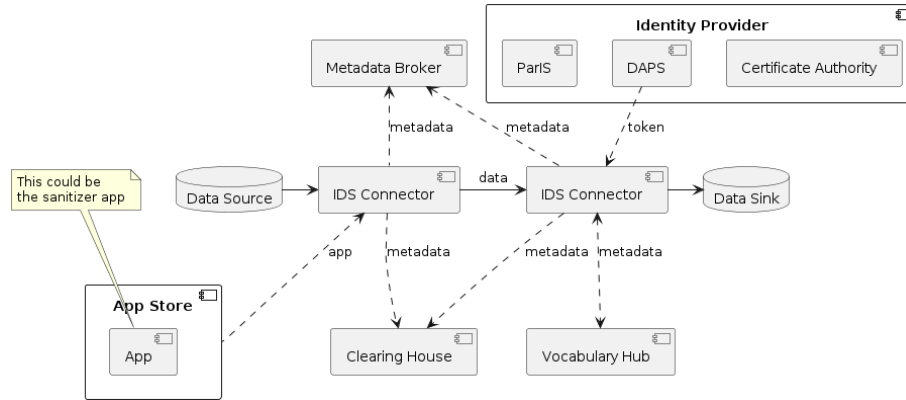 Identity Provider
Metadata Broker
ParIS
DAPS
Certificate Authority
metadata
metadata
token
This could be
the sanitizer app
Data Source
IDS Connector
data
IDS Connector
Data Sink
app
metadata
metadata
metadata
App Store
App
Clearing House
Vocabulary Hub